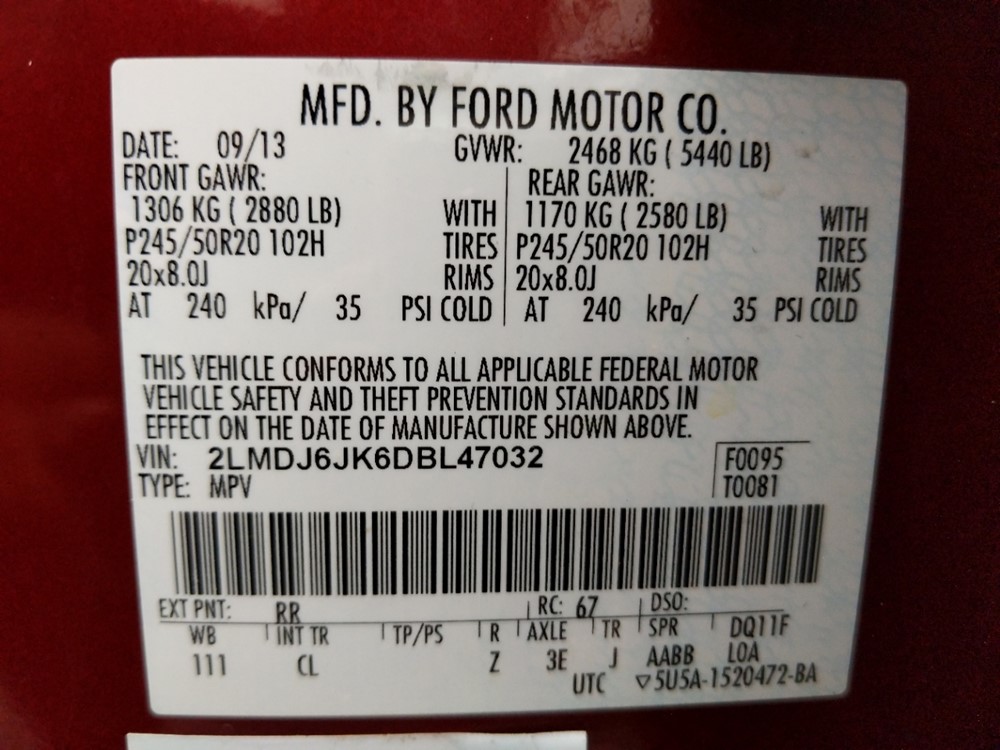 MFD. BY FORD MOTOR CO.
DATE: 09/13 GVWR: 2468 KG ( 5440 LB)
FRONT GAWR: REAR GAWR:
1306 KG ( 2880 LB) WITH 1170 KG ( 2580 LB) WITH
P245/50R20 102H TIRES P245/50R20 102H TIRES
20x8.0J RIMS 20x8.0J RIMS
AT 240 kPa/ 35 PSI COLD AT 240 kPa/ 35 PSI COLD
THIS VEHICLE CONFORMS TO ALL APPLICABLE FEDERAL MOTOR
VEHICLE SAFETY AND THEFT PREVENTION STANDARDS IN
EFFECT ON THE DATE OF MANUFACTURE SHOWN ABOVE.
VIN: 2LMDJ6JK6DBL47032 F0095
TYPE: MPV T0081
EXT PNT: RR RC: 67 DSO:
WB INT TR TP/PS R AXLE TR SPR DQ11F
111 CL Z 3E J AABB LOA
UTC ▽5U5A-1520472-BA